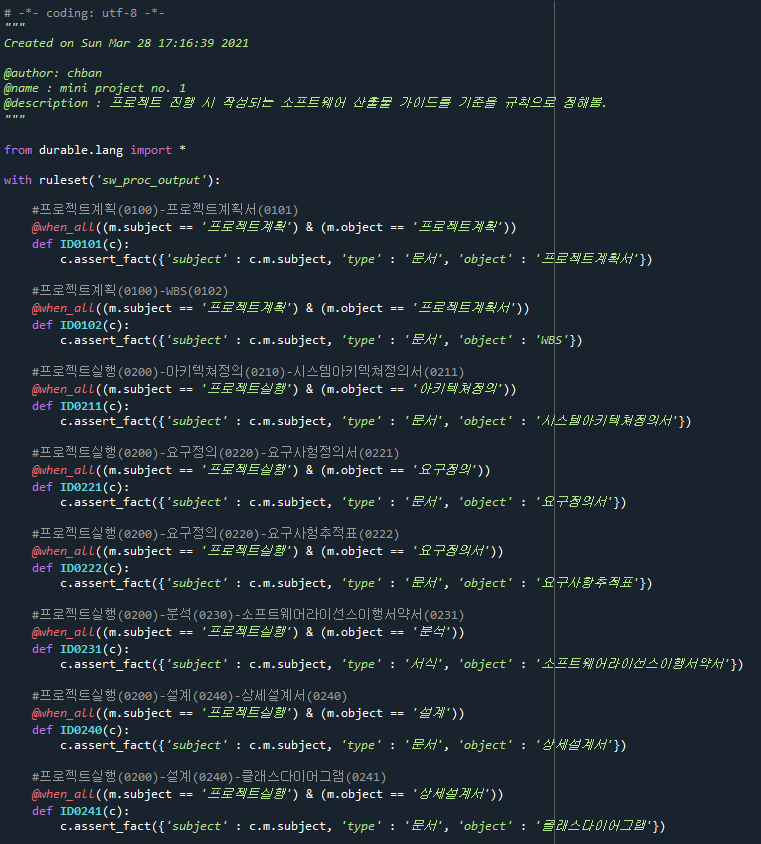 # -*- coding: utf-8 -*-
"""
Created on Sun Mar 28 17:16:39 2021

@author: chban
@name : mini project no. 1
@description : 프로젝트 진행 시 작성되는 소프트웨어 산출물 가이드를 기준을 규칙으로 정해봄.
"""

from durable.lang import *

with ruleset('sw_proc_output'):

    #프로젝트계획(0100)-프로젝트계획서(0101)
    @when_all((m.subject == '프로젝트계획') & (m.object == '프로젝트계획'))
    def ID0101(c):
        c.assert_fact({'subject' : c.m.subject, 'type' : '문서', 'object' : '프로젝트계획서'})

    #프로젝트계획(0100)-WBS(0102)
    @when_all((m.subject == '프로젝트계획') & (m.object == '프로젝트계획서'))
    def ID0102(c):
        c.assert_fact({'subject' : c.m.subject, 'type' : '문서', 'object' : 'WBS'})

    #프로젝트실행(0200)-아키텍쳐정의(0210)-시스템아키텍쳐정의서(0211)
    @when_all((m.subject == '프로젝트실행') & (m.object == '아키텍쳐정의'))
    def ID0211(c):
        c.assert_fact({'subject' : c.m.subject, 'type' : '문서', 'object' : '시스템아키텍쳐정의서'})

    #프로젝트실행(0200)-요구정의(0220)-요구사항정의서(0221)
    @when_all((m.subject == '프로젝트실행') & (m.object == '요구정의'))
    def ID0221(c):
        c.assert_fact({'subject' : c.m.subject, 'type' : '문서', 'object' : '요구정의서'})

    #프로젝트실행(0200)-요구정의(0220)-요구사항추적표(0222)
    @when_all((m.subject == '프로젝트실행') & (m.object == '요구정의서'))
    def ID0222(c):
        c.assert_fact({'subject' : c.m.subject, 'type' : '문서', 'object' : '요구사항추적표'})

    #프로젝트실행(0200)-분석(0230)-소프트웨어라이선스이행서약서(0231)
    @when_all((m.subject == '프로젝트실행') & (m.object == '분석'))
    def ID0231(c):
        c.assert_fact({'subject' : c.m.subject, 'type' : '서식', 'object' : '소프트웨어라이선스이행서약서'})

    #프로젝트실행(0200)-설계(0240)-상세설계서(0240)
    @when_all((m.subject == '프로젝트실행') & (m.object == '설계'))
    def ID0240(c):
        c.assert_fact({'subject' : c.m.subject, 'type' : '문서', 'object' : '상세설계서'})

    #프로젝트실행(0200)-설계(0240)-클래스다이어그램(0241)
    @when_all((m.subject == '프로젝트실행') & (m.object == '상세설계서'))
    def ID0241(c):
        c.assert_fact({'subject' : c.m.subject, 'type' : '문서', 'object' : '클래스다이어그램'})